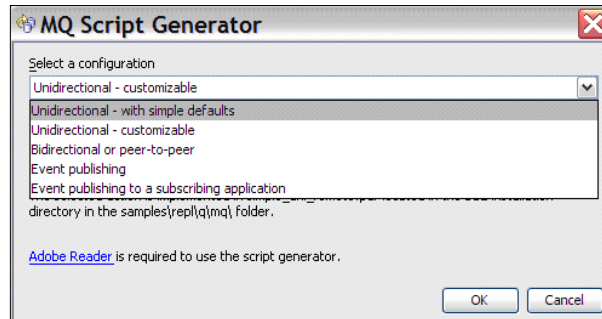 MQ Script Generator
Select a configuration
Unidirectional - customizable
Unidirectional - with simple defaults
Unidirectional - customizable
Bidirectional or peer-to-peer
Event publishing
Event publishing to a subscribing application
directory in the samples\repl\q\mq\ folder.
Adobe Reader is required to use the script generator.
OK Cancel